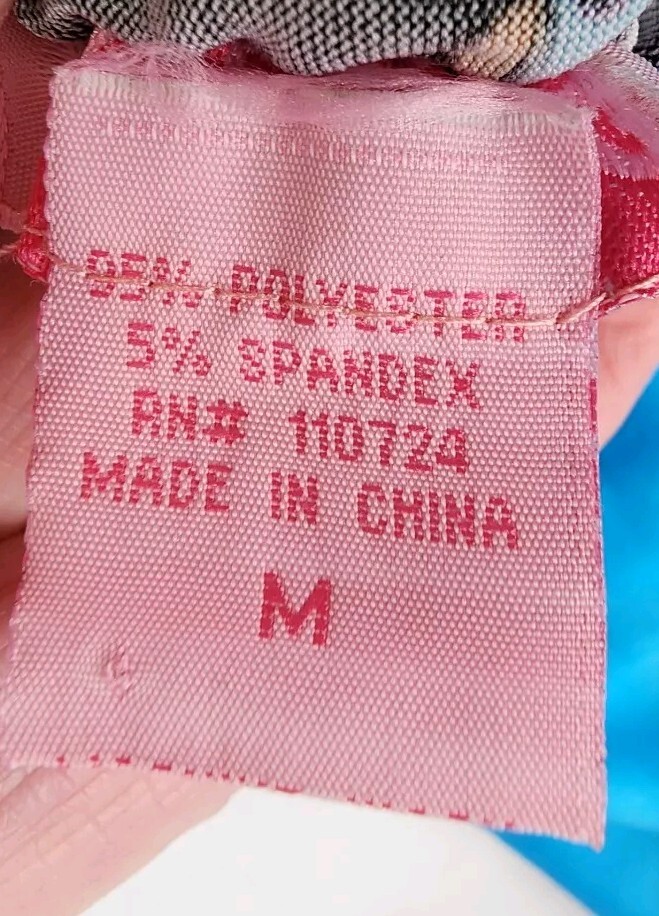 95% POLYESTER
5% SPANDEX
RN# 110724
MADE IN CHINA
M